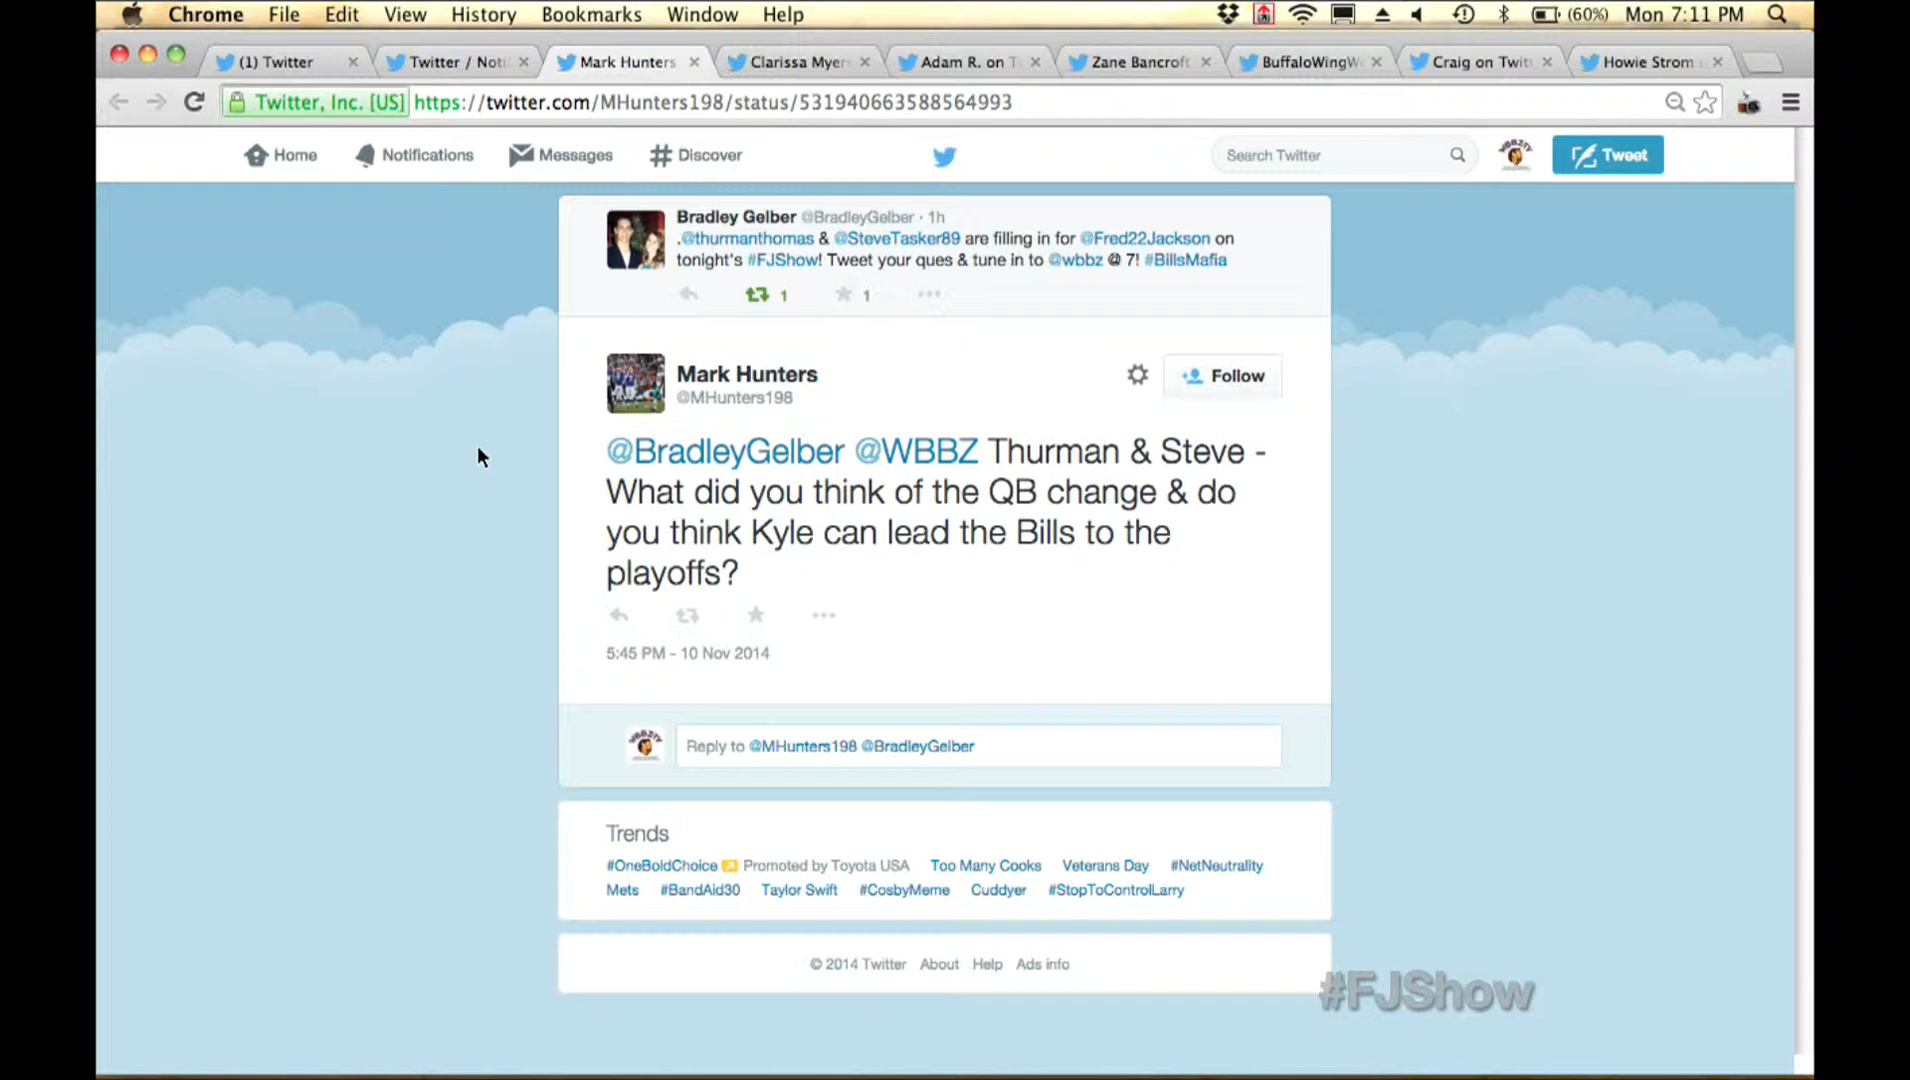 Chrome File Edit View History Bookmarks Window Help (60%) Mon 7:11 PM
(1) Twitter Twitter / Noti Mark Hunters Clarissa Myer Adam R. on T Zane Bancroft BuffaloWingW Craig on Twit Howie Strom
Twitter, Inc. [US] https://twitter.com/MHunters198/status/531940663588564993
Home Notifications Messages Discover Search Twitter WBBZTV Tweet
Bradley Gelber @BradleyGelber · 1h
.@thurmanthomas & @SteveTasker89 are filling in for @Fred22Jackson on
tonight's #FJShow! Tweet your ques & tune in to @wbbz @ 7! #BillsMafia
1 1
Mark Hunters
@MHunters198
Follow
@BradleyGelber @WBBZ Thurman & Steve -
What did you think of the QB change & do
you think Kyle can lead the Bills to the
playoffs?
5:45 PM - 10 Nov 2014
WBBZTV Reply to @MHunters198 @BradleyGelber
Trends
#OneBoldChoice Promoted by Toyota USA Too Many Cooks Veterans Day #NetNeutrality
Mets #BandAid30 Taylor Swift #CosbyMeme Cuddyer #StopToControlLarry
© 2014 Twitter About Help Ads info
#FJShow